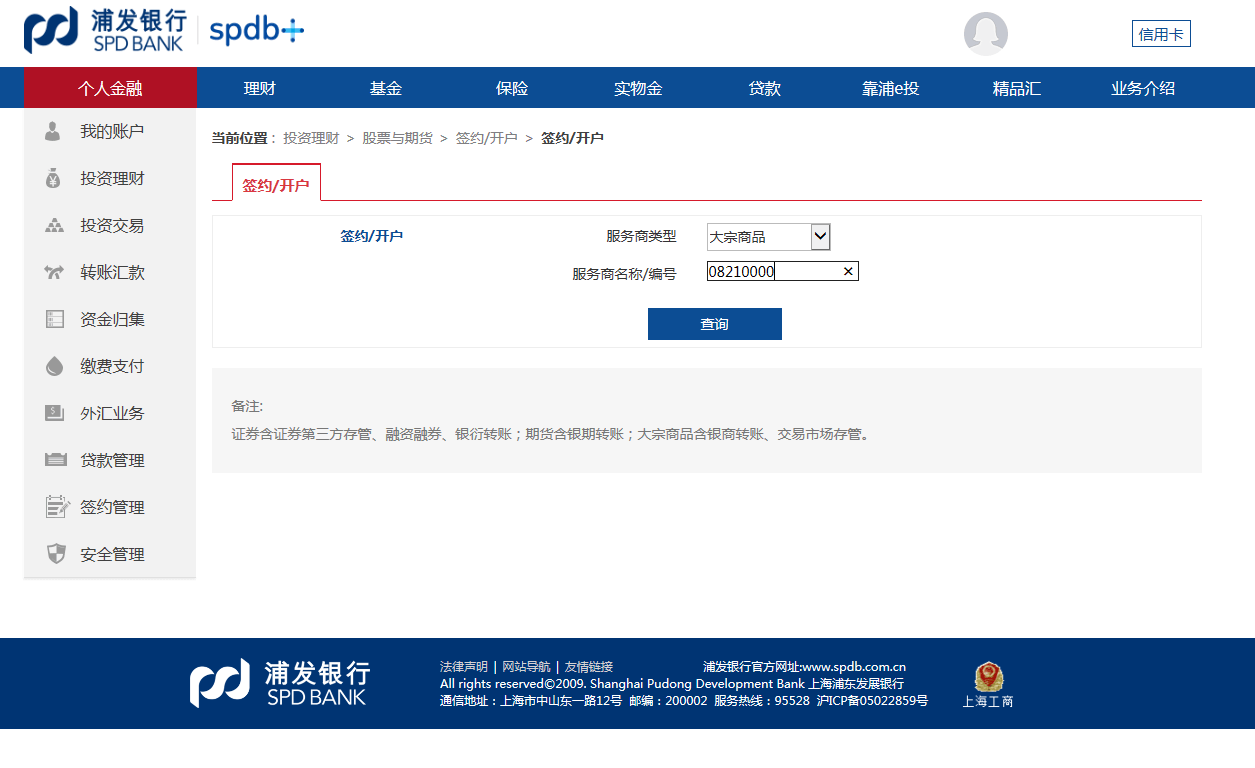 浦发银行
SPD BANK
spdb+
信用卡
个人金融 理财 基金 保险 实物金 贷款 靠浦e投 精品汇 业务介绍
我的账户
投资理财
投资交易
转账汇款
资金归集
缴费支付
外汇业务
贷款管理
签约管理
安全管理
当前位置： 投资理财 > 股票与期货 > 签约/开户 > 签约/开户
签约/开户
签约/开户 服务商类型 大宗商品
服务商名称/编号 08210000 ×
查询
备注:
证券含证券第三方存管、融资融券、银衍转账；期货含银期转账；大宗商品含银商转账、交易市场存管。
浦发银行
SPD BANK
法律声明 | 网站导航 | 友情链接 浦发银行官方网址:www.spdb.com.cn
All rights reserved©2009. Shanghai Pudong Development Bank 上海浦东发展银行
通信地址：上海市中山东一路12号 邮编：200002 服务热线：95528 沪ICP备05022859号
上海工商